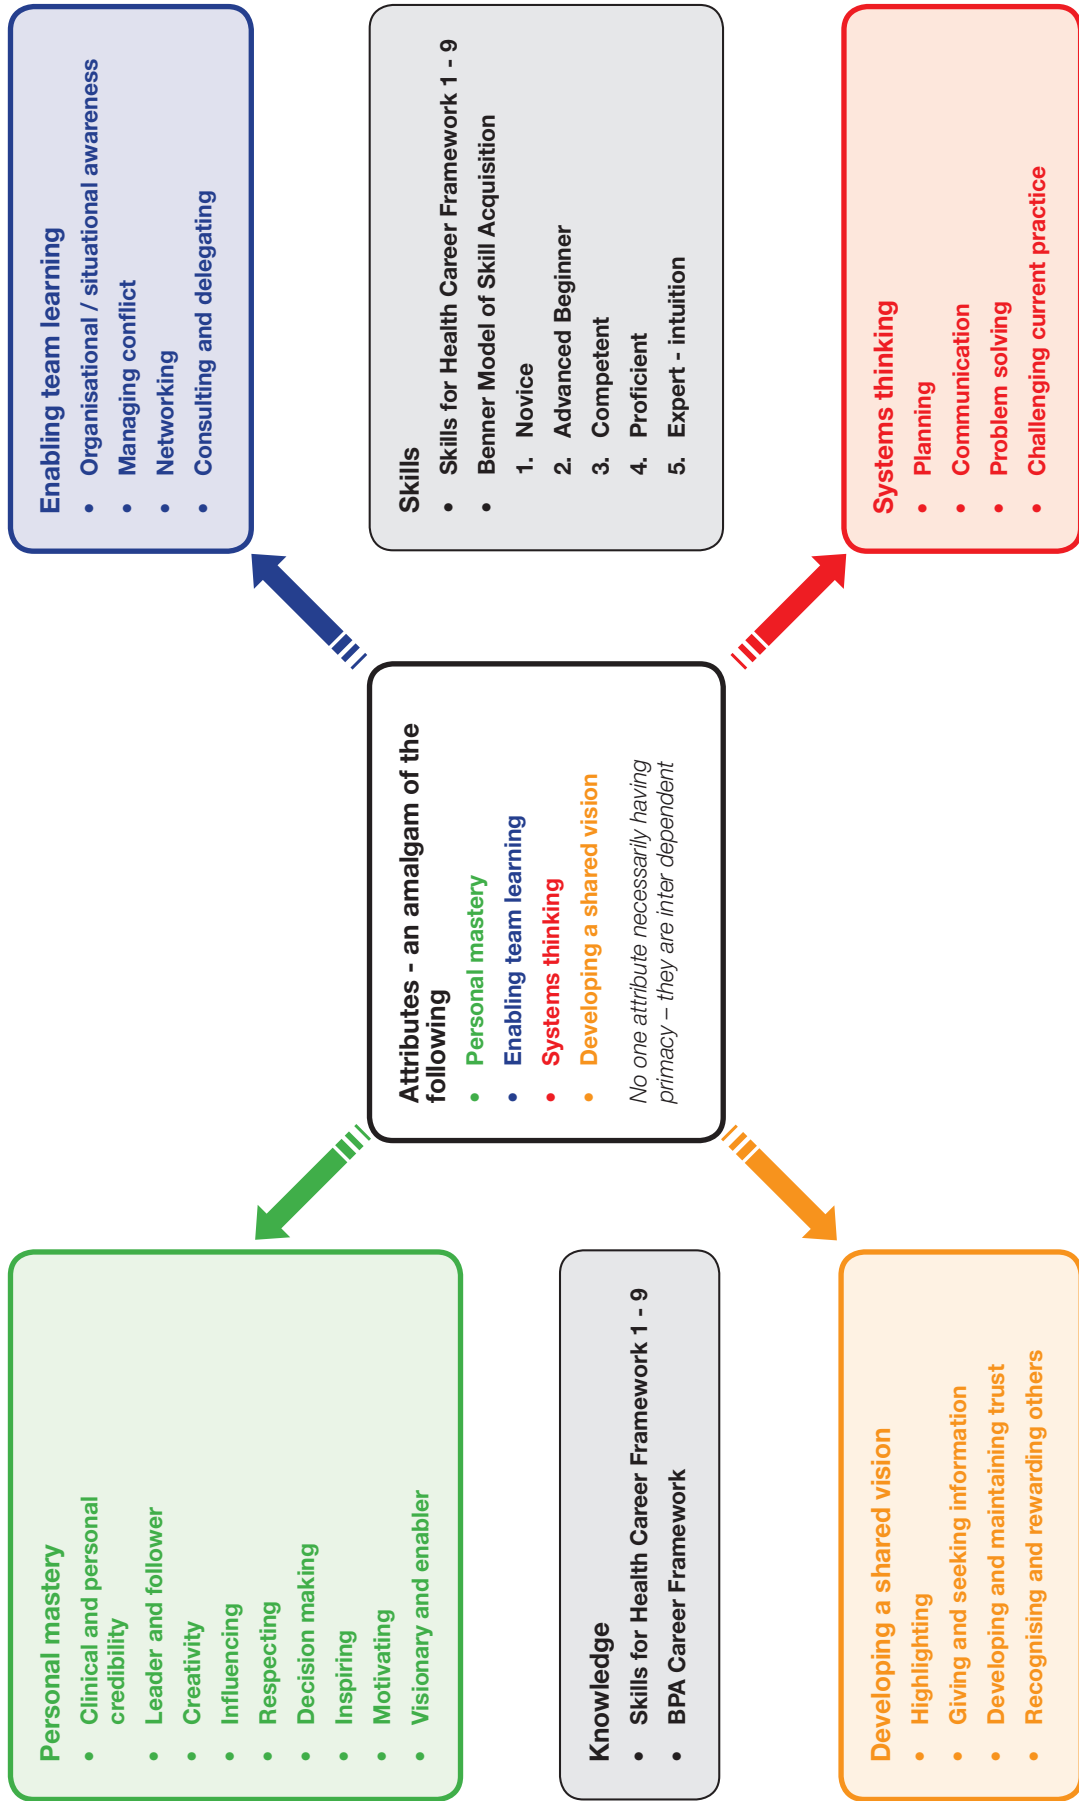 Personal mastery
• Clinical and personal
credibility
• Leader and follower
• Creativity
• Influencing
• Respecting
• Decision making
• Inspiring
• Motivating
• Visionary and enabler
Enabling team learning
• Organisational / situational awareness
• Managing conflict
• Networking
• Consulting and delegating
Attributes - an amalgam of the
following
• Personal mastery
• Enabling team learning
• Systems thinking
• Developing a shared vision
No one attribute necessarily having
primacy – they are inter dependent
Knowledge
• Skills for Health Career Framework 1 - 9
• BPA Career Framework
Skills
• Skills for Health Career Framework 1 - 9
• Benner Model of Skill Acquisition
1. Novice
2. Advanced Beginner
3. Competent
4. Proficient
5. Expert - intuition
Developing a shared vision
• Highlighting
• Giving and seeking information
• Developing and maintaining trust
• Recognising and rewarding others
Systems thinking
• Planning
• Communication
• Problem solving
• Challenging current practice